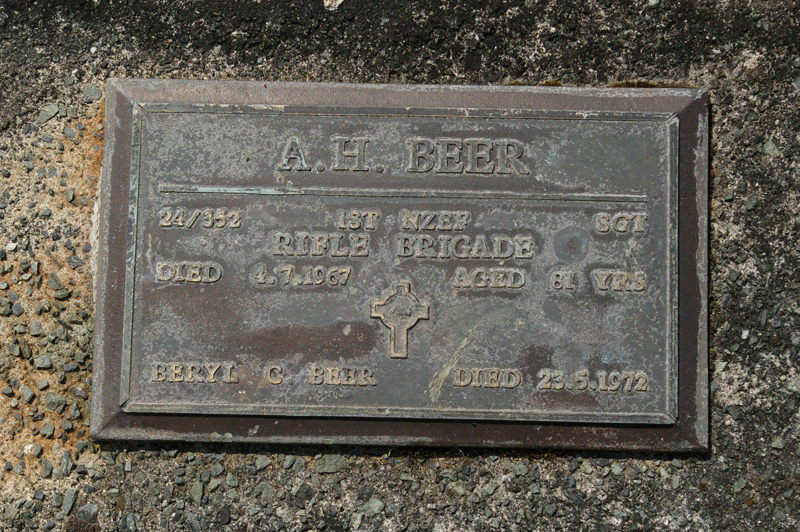 A.H. BEER
24/352 1ST NZEF SGT
RIFLE BRIGADE
DIED 4.7.1967 AGED 81 YRS
BERYL C. BEER DIED 23.5.1972